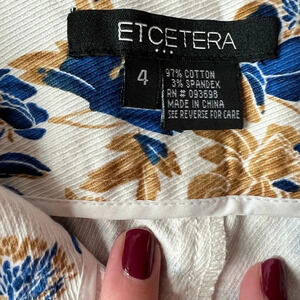 ETCETERA
4
97% COTTON
3% SPANDEX
RN # 093698
MADE IN CHINA
SEE REVERSE FOR CARE